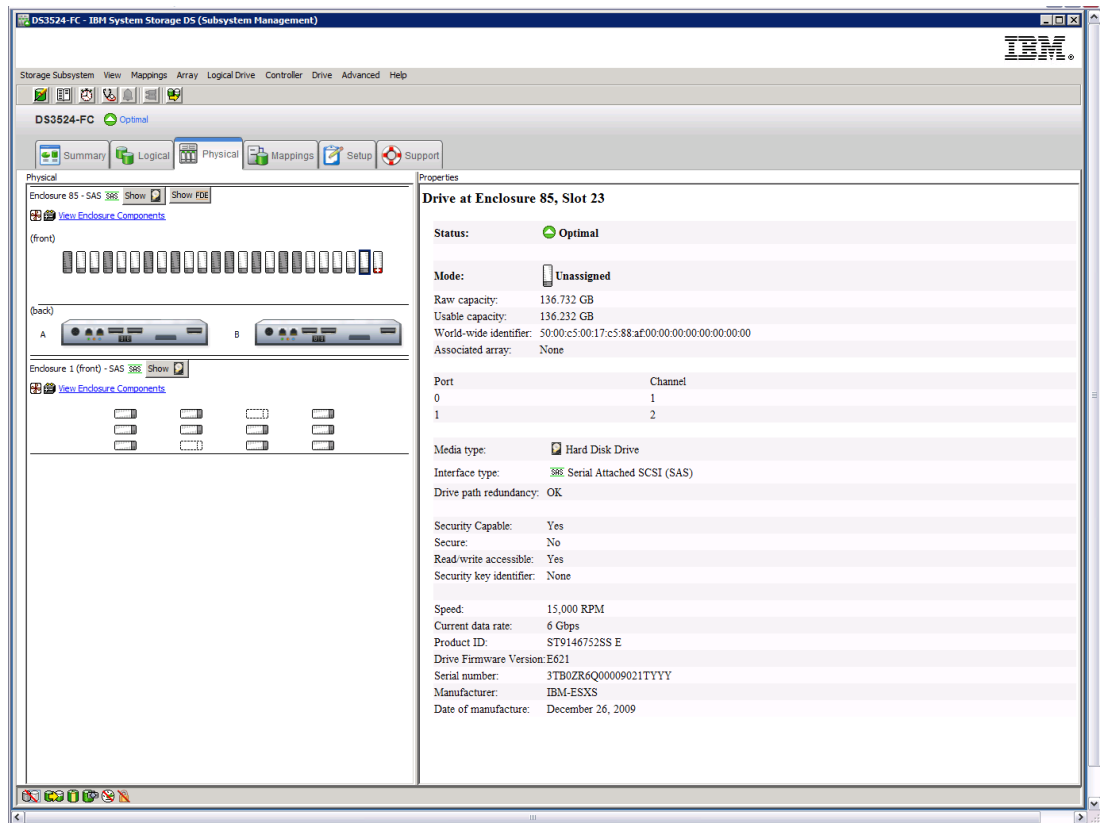 DS3524-FC - IBM System Storage DS (Subsystem Management)
IBM®
Storage Subsystem View Mappings Array Logical Drive Controller Drive Advanced Help
DS3524-FC Optimal
Summary Logical Physical Mappings Setup Support
Physical
Enclosure 85 - SAS SAS Show Show FDE
View Enclosure Components
(front)
(back)
A B
Enclosure 1 (front) - SAS SAS Show
View Enclosure Components
Properties
Drive at Enclosure 85, Slot 23
Status: Optimal
Mode: Unassigned
Raw capacity: 136.732 GB
Usable capacity: 136.232 GB
World-wide identifier: 50:00:c5:00:17:c5:88:af:00:00:00:00:00:00:00:00
Associated array: None
Port Channel
0 1
1 2
Media type: Hard Disk Drive
Interface type: SAS Serial Attached SCSI (SAS)
Drive path redundancy: OK
Security Capable: Yes
Secure: No
Read/write accessible: Yes
Security key identifier: None
Speed: 15,000 RPM
Current data rate: 6 Gbps
Product ID: ST9146752SS E
Drive Firmware Version: E621
Serial number: 3TB0ZR6Q00009021TYYY
Manufacturer: IBM-ESXS
Date of manufacture: December 26, 2009